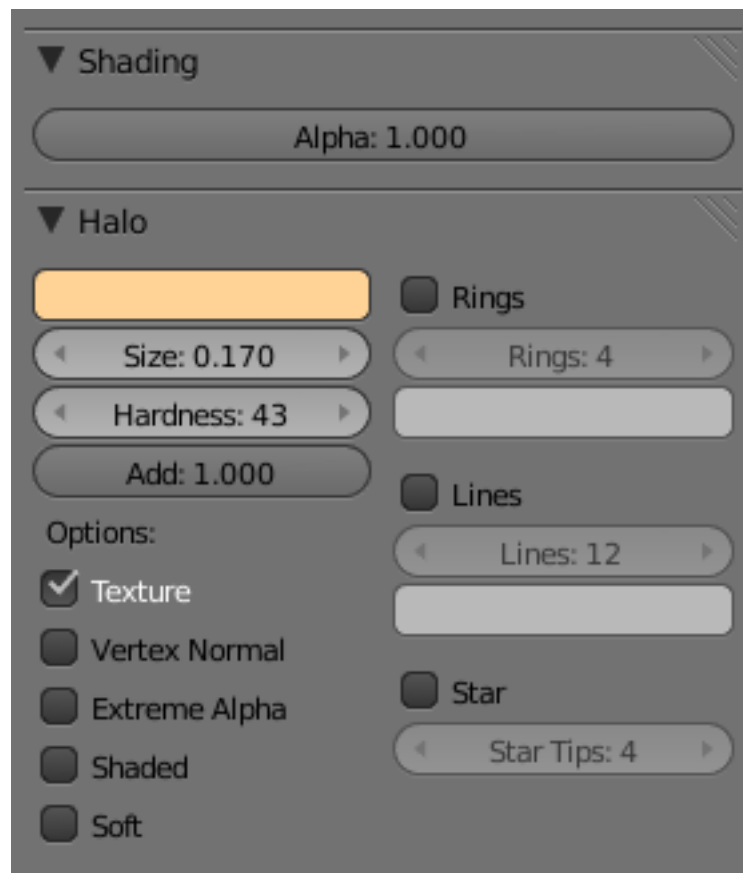 Shading
Alpha: 1.000
Halo
Size: 0.170
Hardness: 43
Add: 1.000
Options:
Texture
Vertex Normal
Extreme Alpha
Shaded
Soft
Rings
Rings: 4
Lines
Lines: 12
Star
Star Tips: 4